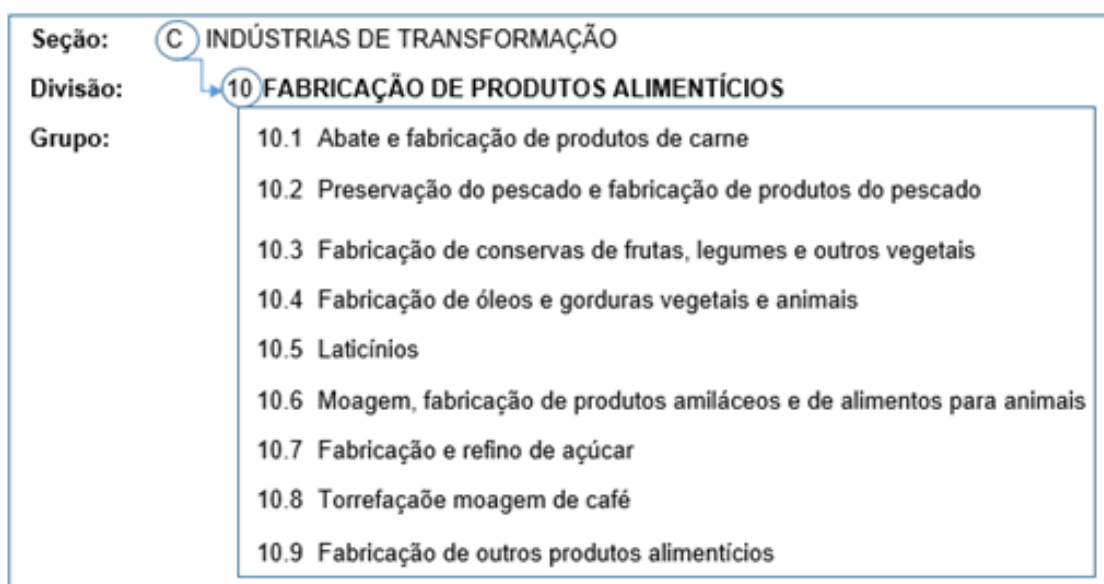 Seção: C INDÚSTRIAS DE TRANSFORMAÇÃO
Divisão: 10 FABRICAÇÃO DE PRODUTOS ALIMENTÍCIOS
Grupo: 10.1 Abate e fabricação de produtos de carne
10.2 Preservação do pescado e fabricação de produtos do pescado
10.3 Fabricação de conservas de frutas, legumes e outros vegetais
10.4 Fabricação de óleos e gorduras vegetais e animais
10.5 Laticínios
10.6 Moagem, fabricação de produtos amiláceos e de alimentos para animais
10.7 Fabricação e refino de açúcar
10.8 Torrefaçaõe moagem de café
10.9 Fabricação de outros produtos alimentícios